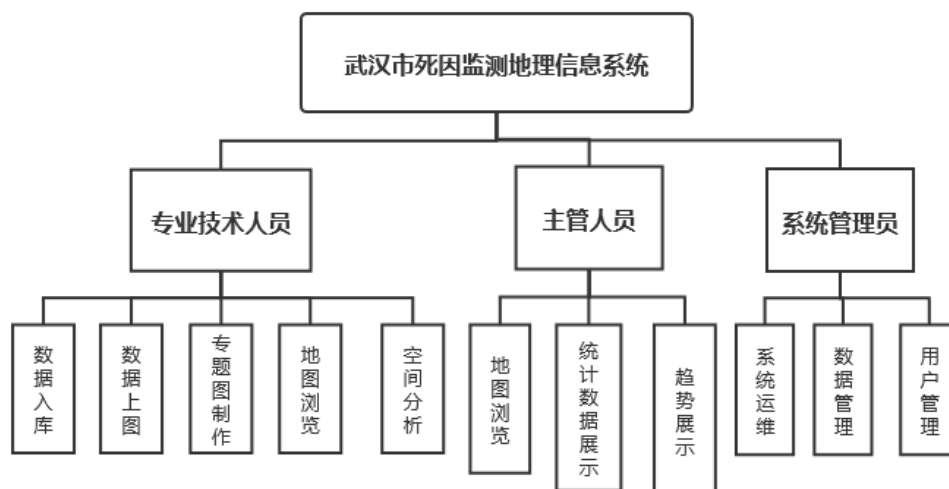 武汉市死因监测地理信息系统
专业技术人员
主管人员
系统管理员
数据入库
数据上图
专题图制作
地图浏览
空间分析
地图浏览
统计数据展示
趋势展示
系统运维
数据管理
用户管理